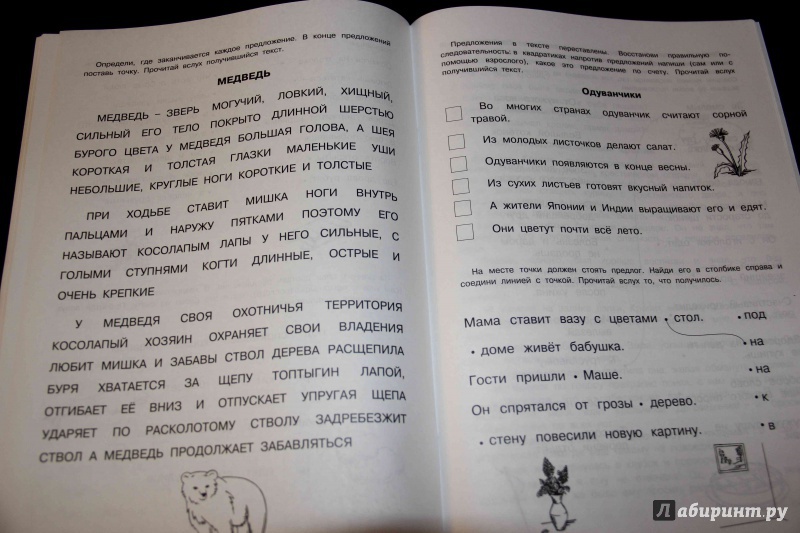 Определи, где заканчивается каждое предложение. В конце предложений
поставь точку. Прочитай вслух получившийся текст.
МЕДВЕДЬ
МЕДВЕДЬ – ЗВЕРЬ МОГУЧИЙ, ЛОВКИЙ, ХИЩНЫЙ,
СИЛЬНЫЙ ЕГО ТЕЛО ПОКРЫТО ДЛИННОЙ ШЕРСТЬЮ
БУРОГО ЦВЕТА У МЕДВЕДЯ БОЛЬШАЯ ГОЛОВА, А ШЕЯ
КОРОТКАЯ И ТОЛСТАЯ ГЛАЗКИ МАЛЕНЬКИЕ УШИ
НЕБОЛЬШИЕ, КРУГЛЫЕ НОГИ КОРОТКИЕ И ТОЛСТЫЕ
ПРИ ХОДЬБЕ СТАВИТ МИШКА НОГИ ВНУТРЬ
ПАЛЬЦАМИ И НАРУЖУ ПЯТКАМИ ПОЭТОМУ ЕГО
НАЗЫВАЮТ КОСОЛАПЫМ ЛАПЫ У НЕГО СИЛЬНЫЕ, С
ГОЛЫМИ СТУПНЯМИ КОГТИ ДЛИННЫЕ, ОСТРЫЕ И
ОЧЕНЬ КРЕПКИЕ
У МЕДВЕДЯ СВОЯ ОХОТНИЧЬЯ ТЕРРИТОРИЯ
КОСОЛАПЫЙ ХОЗЯИН ОХРАНЯЕТ СВОИ ВЛАДЕНИЯ
ЛЮБИТ МИШКА И ЗАБАВЫ СТВОЛ ДЕРЕВА РАСЩЕПИЛА
БУРЯ ХВАТАЕТСЯ ЗА ЩЕПУ ТОПТЫГИН ЛАПОЙ,
ОТГИБАЕТ ЕЁ ВНИЗ И ОТПУСКАЕТ УПРУГАЯ ЩЕПА
УДАРЯЕТ ПО РАСКОЛОТОМУ СТВОЛУ ЗАДРЕБЕЗЖИТ
СТВОЛ А МЕДВЕДЬ ПРОДОЛЖАЕТ ЗАБАВЛЯТЬСЯ
Предложения в тексте переставлены. Восстанови правильную по-
следовательность: в квадратиках напротив предложений напиши (сам или с
помощью взрослого), какое это предложение по счету. Прочитай вслух
получившийся текст.
Одуванчики
Во многих странах одуванчик считают сорной
травой.
Из молодых листочков делают салат.
Одуванчики появляются в конце весны.
Из сухих листьев готовят вкусный напиток.
А жители Японии и Индии выращивают его и едят.
Они цветут почти всё лето.
На месте точки должен стоять предлог. Найди его в столбике справа и
соедини линией с точкой. Прочитай вслух то, что получилось.
Мама ставит вазу с цветами • стол. • под
• доме живёт бабушка. • на
Гости пришли • Маше. • на
Он спрятался от грозы • дерево. • к
• стену повесили новую картину. • в
Лабиринт.ру